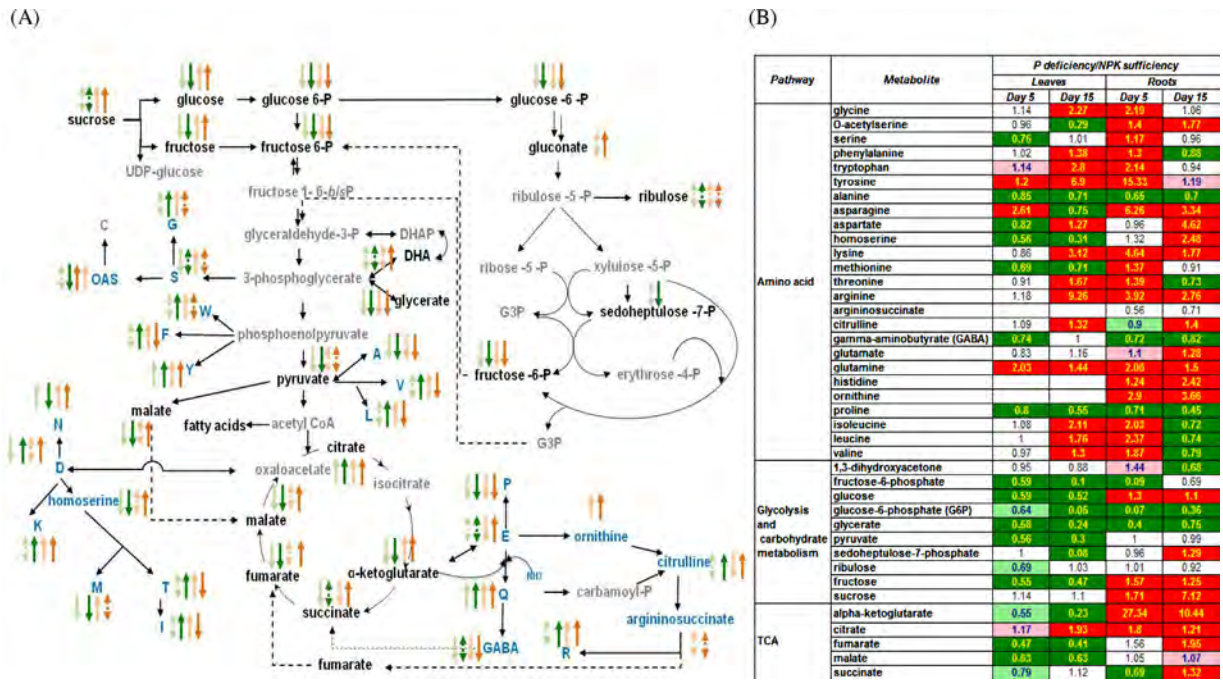 (A)
(B)
sucrose
glucose
glucose 6-P
glucose -6 -P
fructose
fructose 6-P
gluconate
UDP-glucose
fructose 1- 6-bisP
ribulose -5 -P
ribulose
C
G
glyceraldehyde-3-P
DHAP
DHA
OAS
S
3-phosphoglycerate
glycerate
ribose -5 -P
xylulose -5-P
G3P
sedoheptulose -7-P
W
F
phosphoenolpyruvate
Y
A
pyruvate
V
fructose -6-P
erythrose -4-P
L
malate
fatty acids
acetyl CoA
G3P
N
citrate
oxaloacetate
isocitrate
D
homoserine
P
K
malate
E
ornithine
fumarate
α-ketoglutarate
citrulline
M
T
Q
carbamoyl-P
succinate
I
argininosuccinate
GABA
R
fumarate
Pathway Metabolite P deficiency/NPK sufficiency
Leaves Roots
Day 5 Day 15 Day 5 Day 15
Amino acid
glycine 1.14 2.27 2.19 1.06
O-acetylserine 0.96 0.29 1.4 1.77
serine 0.76 1.01 1.17 0.96
phenylalanine 1.02 1.38 1.3 0.88
tryptophan 1.14 2.8 2.14 0.94
tyrosine 1.2 6.9 15.33 1.19
alanine 0.85 0.71 0.65 0.7
asparagine 2.61 0.75 6.26 3.34
aspartate 0.82 1.27 0.96 4.62
homoserine 0.56 0.31 1.32 2.48
lysine 0.86 3.12 4.64 1.77
methionine 0.69 0.71 1.37 0.91
threonine 0.91 1.67 1.39 0.73
arginine 1.18 9.26 3.92 2.76
argininosuccinate 0.56 0.71
citrulline 1.09 1.32 0.9 1.4
gamma-aminobutyrate (GABA) 0.74 1 0.72 0.82
glutamate 0.83 1.16 1.1 1.28
glutamine 2.03 1.44 2.06 1.5
histidine 1.24 2.42
ornithine 2.9 3.66
proline 0.8 0.55 0.71 0.45
isoleucine 1.08 2.11 2.03 0.72
leucine 1 1.76 2.37 0.74
valine 0.97 1.3 1.87 0.79
Glycolysis and carbohydrate metabolism
1,3-dihydroxyacetone 0.95 0.88 1.44 0.68
fructose-6-phosphate 0.59 0.1 0.09 0.69
glucose 0.59 0.52 1.3 1.1
glucose-6-phosphate (G6P) 0.64 0.05 0.07 0.36
glycerate 0.58 0.24 0.4 0.75
pyruvate 0.56 0.3 1 0.99
sedoheptulose-7-phosphate 1 0.08 0.96 1.29
ribulose 0.69 1.03 1.01 0.92
fructose 0.55 0.47 1.57 1.25
sucrose 1.14 1.1 1.71 7.12
TCA
alpha-ketoglutarate 0.55 0.23 27.34 10.44
citrate 1.17 1.93 1.8 1.21
fumarate 0.47 0.41 1.56 1.95
malate 0.63 0.63 1.05 1.07
succinate 0.79 1.12 0.69 1.32